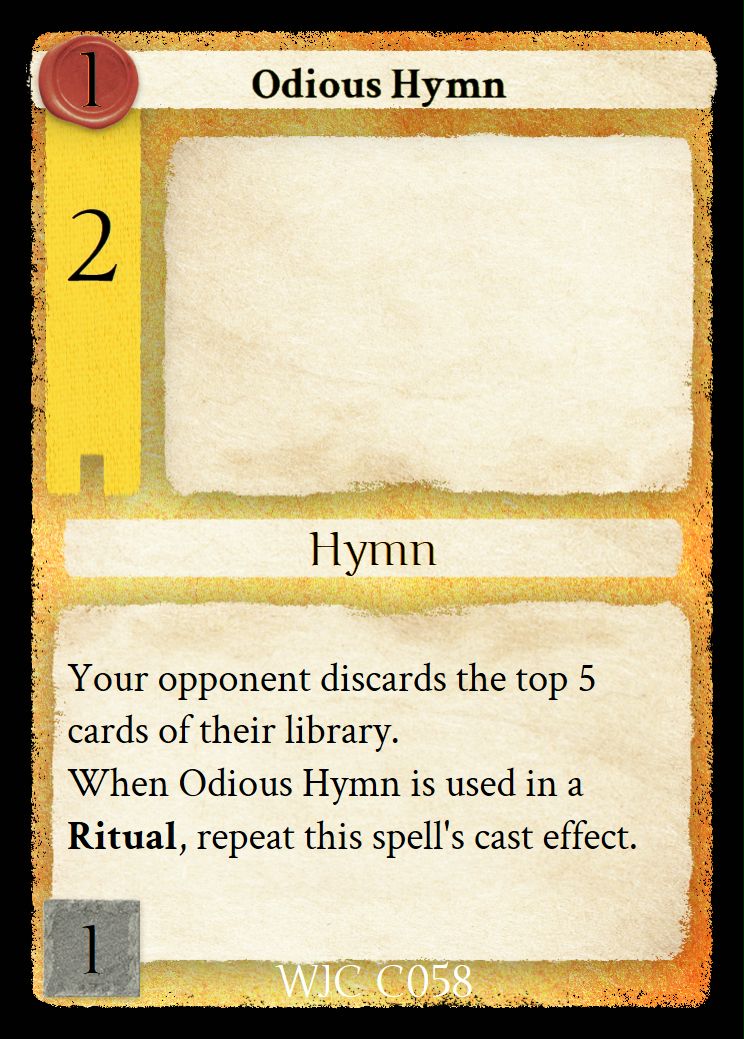 1
Odious Hymn
2
Hymn
Your opponent discards the top 5
cards of their library.
When Odious Hymn is used in a
Ritual, repeat this spell's cast effect.
1
WJC C058